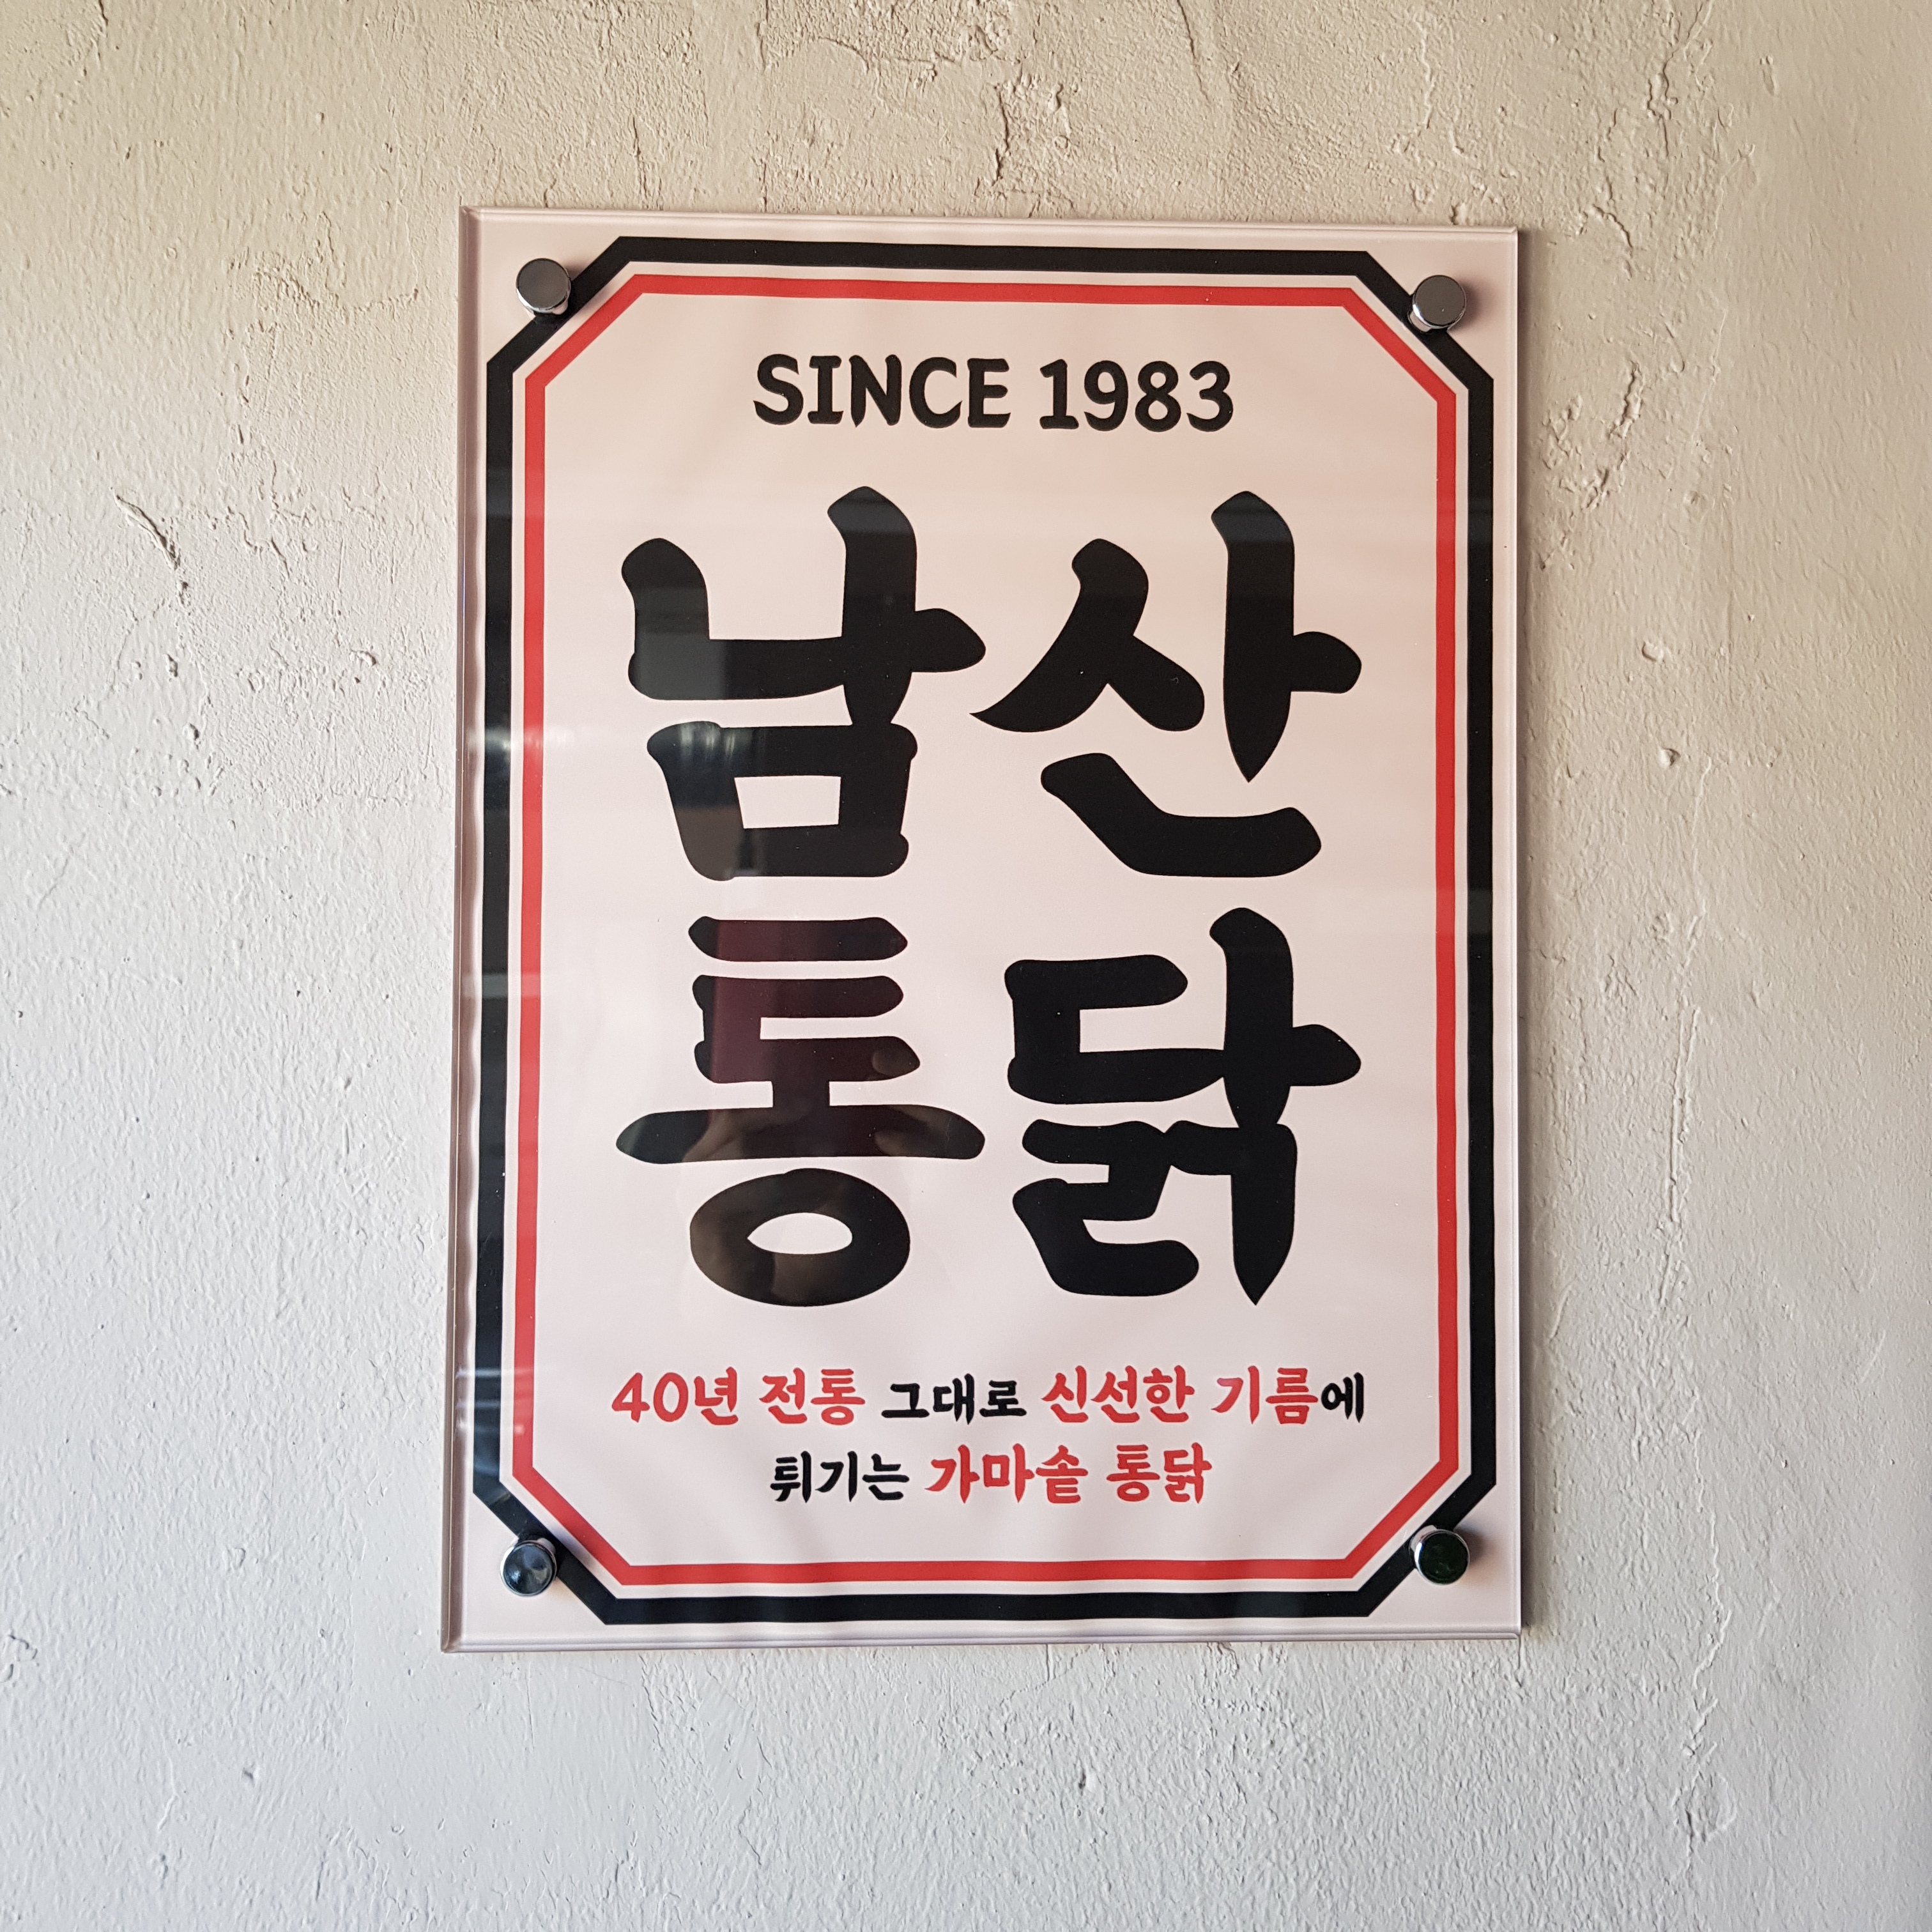 SINCE 1983
남산
통닭
40년 전통 그대로 신선한 기름에
튀기는 가마솥 통닭